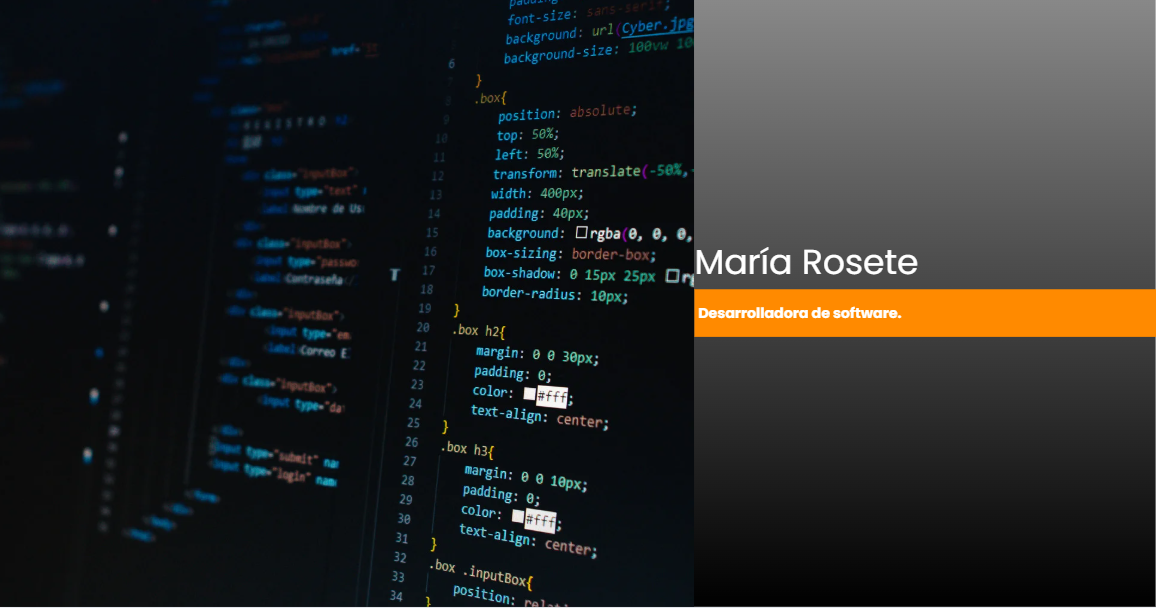 font-size: sans-serif;
background: url(Cyber.jpg
background-size: 100vw 10
6
}
.box{
9 position: absolute;
10 top: 50%;
11 left: 50%;
12 transform: translate(-50%,
13 width: 400px;
14 padding: 40px;
15 background: rgba(0, 0, 0,
16 box-sizing: border-box;
17 box-shadow: 0 15px 25px rg
18 border-radius: 10px;
19 }
20 .box h2{
21 margin: 0 0 30px;
22 padding: 0;
23 color: #fff;
24 text-align: center;
25 }
26 .box h3{
27 margin: 0 0 10px;
28 padding: 0;
29 color: #fff;
30 text-align: center;
31 }
32 .box .inputBox{
33 position:
34 }
<div class="inputBox">
<input type="text"
<label>Nombre de Us
<div class="inputBox">
<input type="passwo
<label>Contraseña</
</div>
<div class="inputBox">
<input type="em
<label>Correo E
</div>
<div class="inputBox">
<input type="da
</div>
<input type="submit" nam
<input type="login" name
María Rosete
Desarrolladora de software.